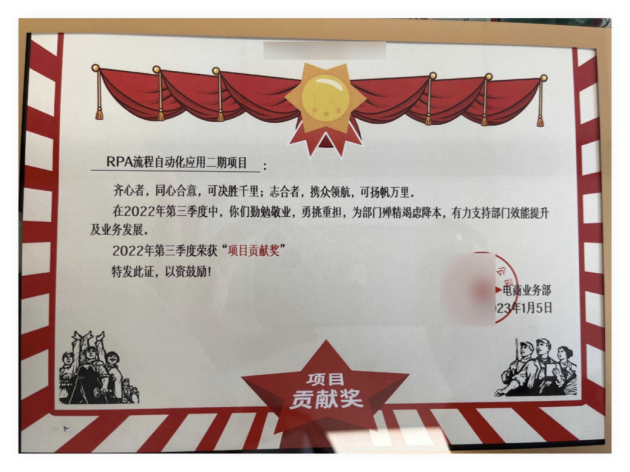 RPA流程自动化应用二期项目：
齐心者，同心合意，可决胜千里；志合者，携众领航，可扬帆万里。
在2022年第三季度中，你们勤勉敬业，勇挑重担，为部门殚精竭虑降本，有力支持部门效能提升
及业务发展。
2022年第三季度荣获“项目贡献奖”
特发此证，以资鼓励！
电商业务部
23年1月5日
项目
贡献奖